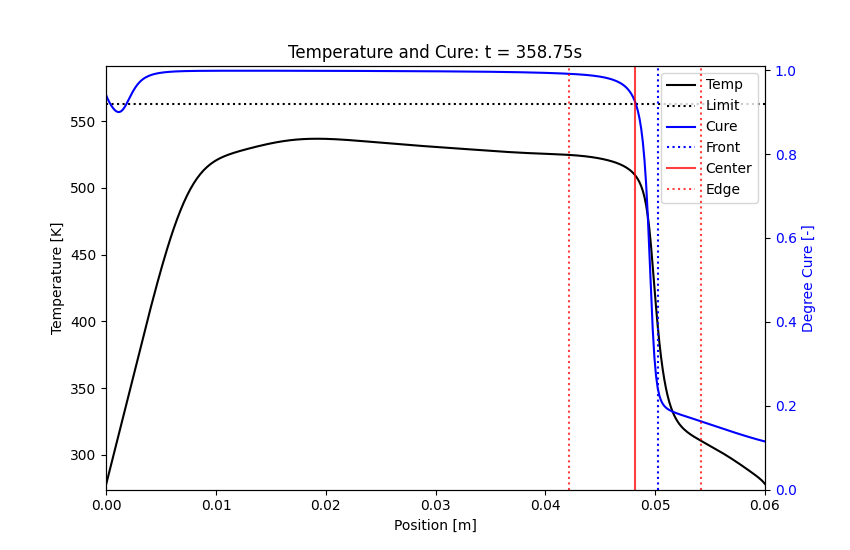 Temperature and Cure: t = 358.75s
Temp
Limit
Cure
Front
Center
Edge
550
500
450
400
350
300
Temperature [K]
1.0
0.8
0.6
0.4
0.2
0.0
Degree Cure [-]
0.00 0.01 0.02 0.03 0.04 0.05 0.06
Position [m]